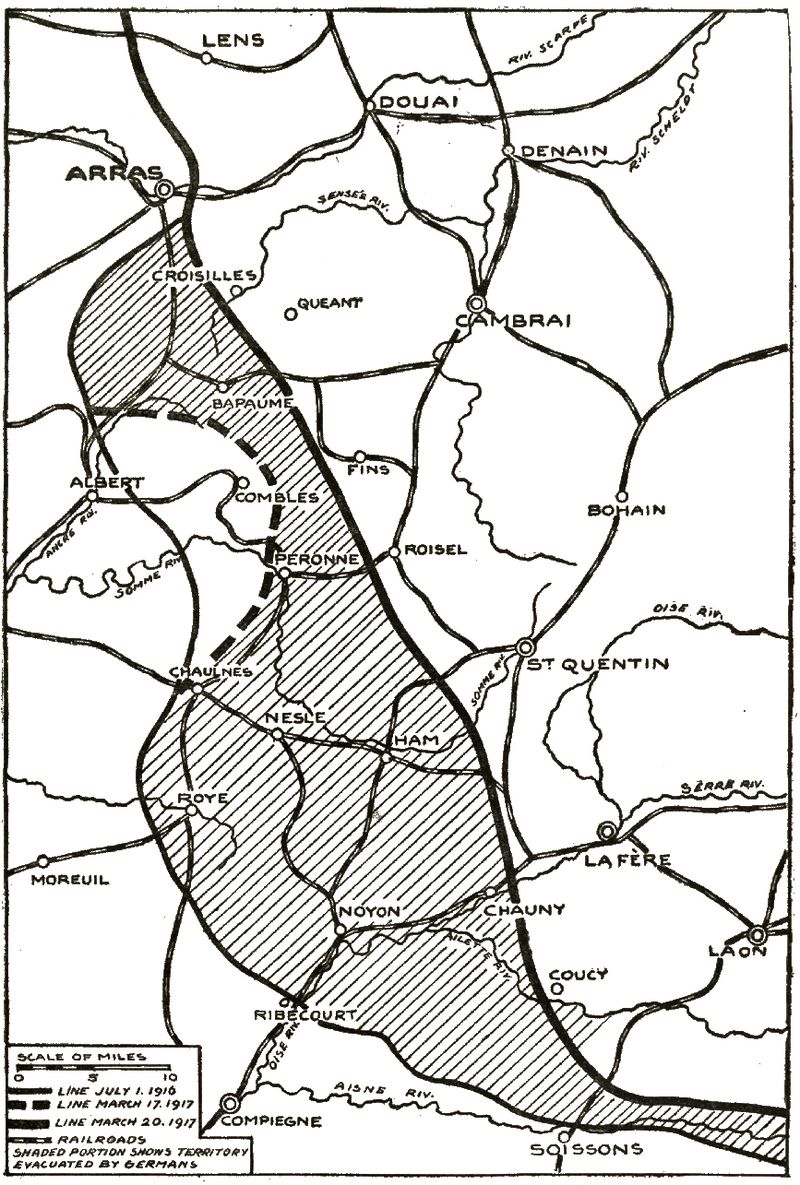 LENS
RIV. SCARPE
DOUAI
DENAIN
RIV. SCHELDT
ARRAS
SENSÉE RIV.
CROISILLES
QUEANT
CAMBRAI
BAPAUME
FINS
ALBERT
COMBLES
BOHAIN
ANCRE RIV.
SOMME RIV.
PERONNE
ROISEL
OISE RIV.
ST QUENTIN
CHAULNES
SOMME RIV.
NESLE
HAM
ROYE
SÈRRE RIV.
LA FÈRE
MOREUIL
NOYON
CHAUNY
AILETTE RIV.
LAON
COUCY
RIBÉCOURT
OISE RIV.
AISNE RIV.
COMPIEGNE
SOISSONS
SCALE OF MILES
0 5 10
LINE JULY 1. 1916
LINE MARCH 17. 1917
LINE MARCH 20. 1917
RAILROADS
SHADED PORTION SHOWS TERRITORY
EVACUATED BY GERMANS